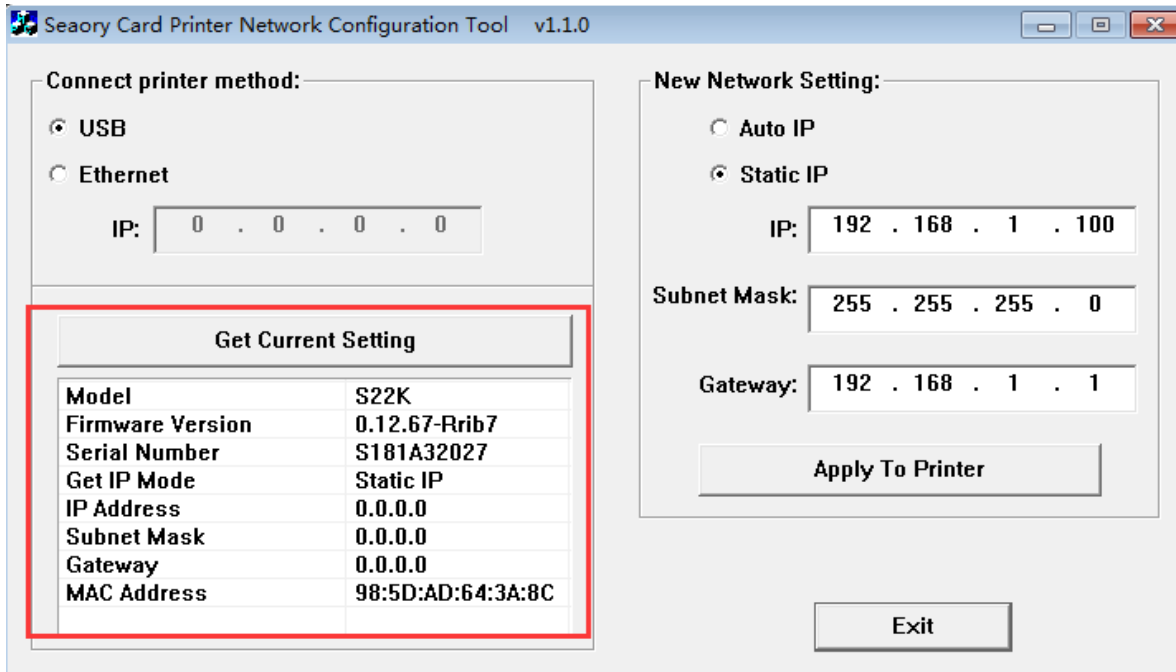 Seaory Card Printer Network Configuration Tool v1.1.0
Connect printer method:
USB
Ethernet
IP: 0 . 0 . 0 . 0
Get Current Setting
Model S22K
Firmware Version 0.12.67-Rrib7
Serial Number S181A32027
Get IP Mode Static IP
IP Address 0.0.0.0
Subnet Mask 0.0.0.0
Gateway 0.0.0.0
MAC Address 98:5D:AD:64:3A:8C
New Network Setting:
Auto IP
Static IP
IP: 192 . 168 . 1 . 100
Subnet Mask: 255 . 255 . 255 . 0
Gateway: 192 . 168 . 1 . 1
Apply To Printer
Exit